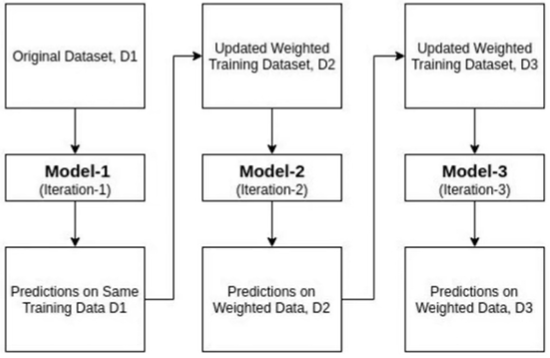 Original Dataset, D1
Updated Weighted
Training Dataset, D2
Updated Weighted
Training Dataset, D3
Model-1
(Iteration-1)
Model-2
(Iteration-2)
Model-3
(Iteration-3)
Predictions on Same
Training Data D1
Predictions on
Weighted Data, D2
Predictions on
Weighted Data, D3